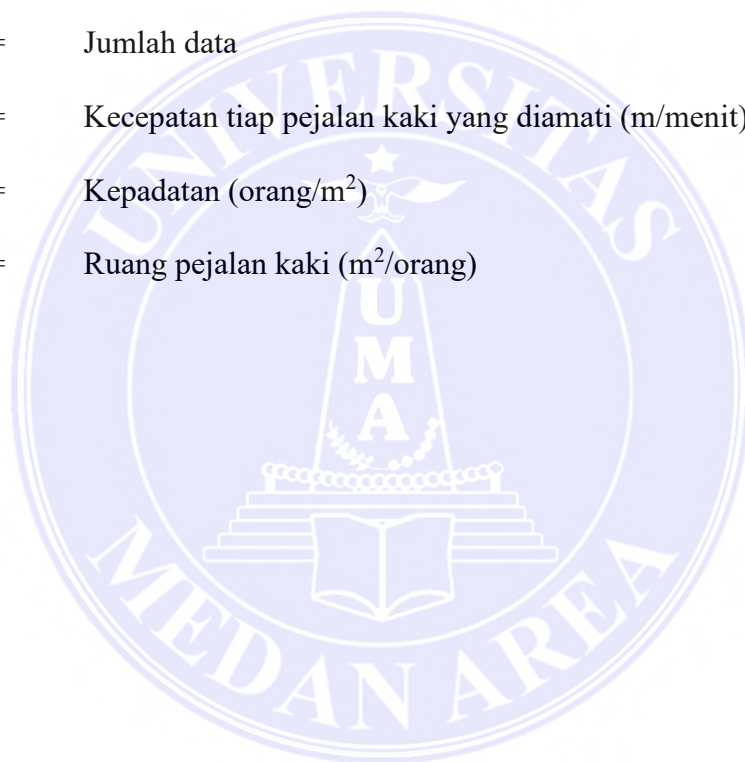 = Jumlah data
= Kecepatan tiap pejalan kaki yang diamati (m/menit)
= Kepadatan (orang/m²)
= Ruang pejalan kaki (m²/orang)
UNIVERSITAS
UMA
MEDAN AREA